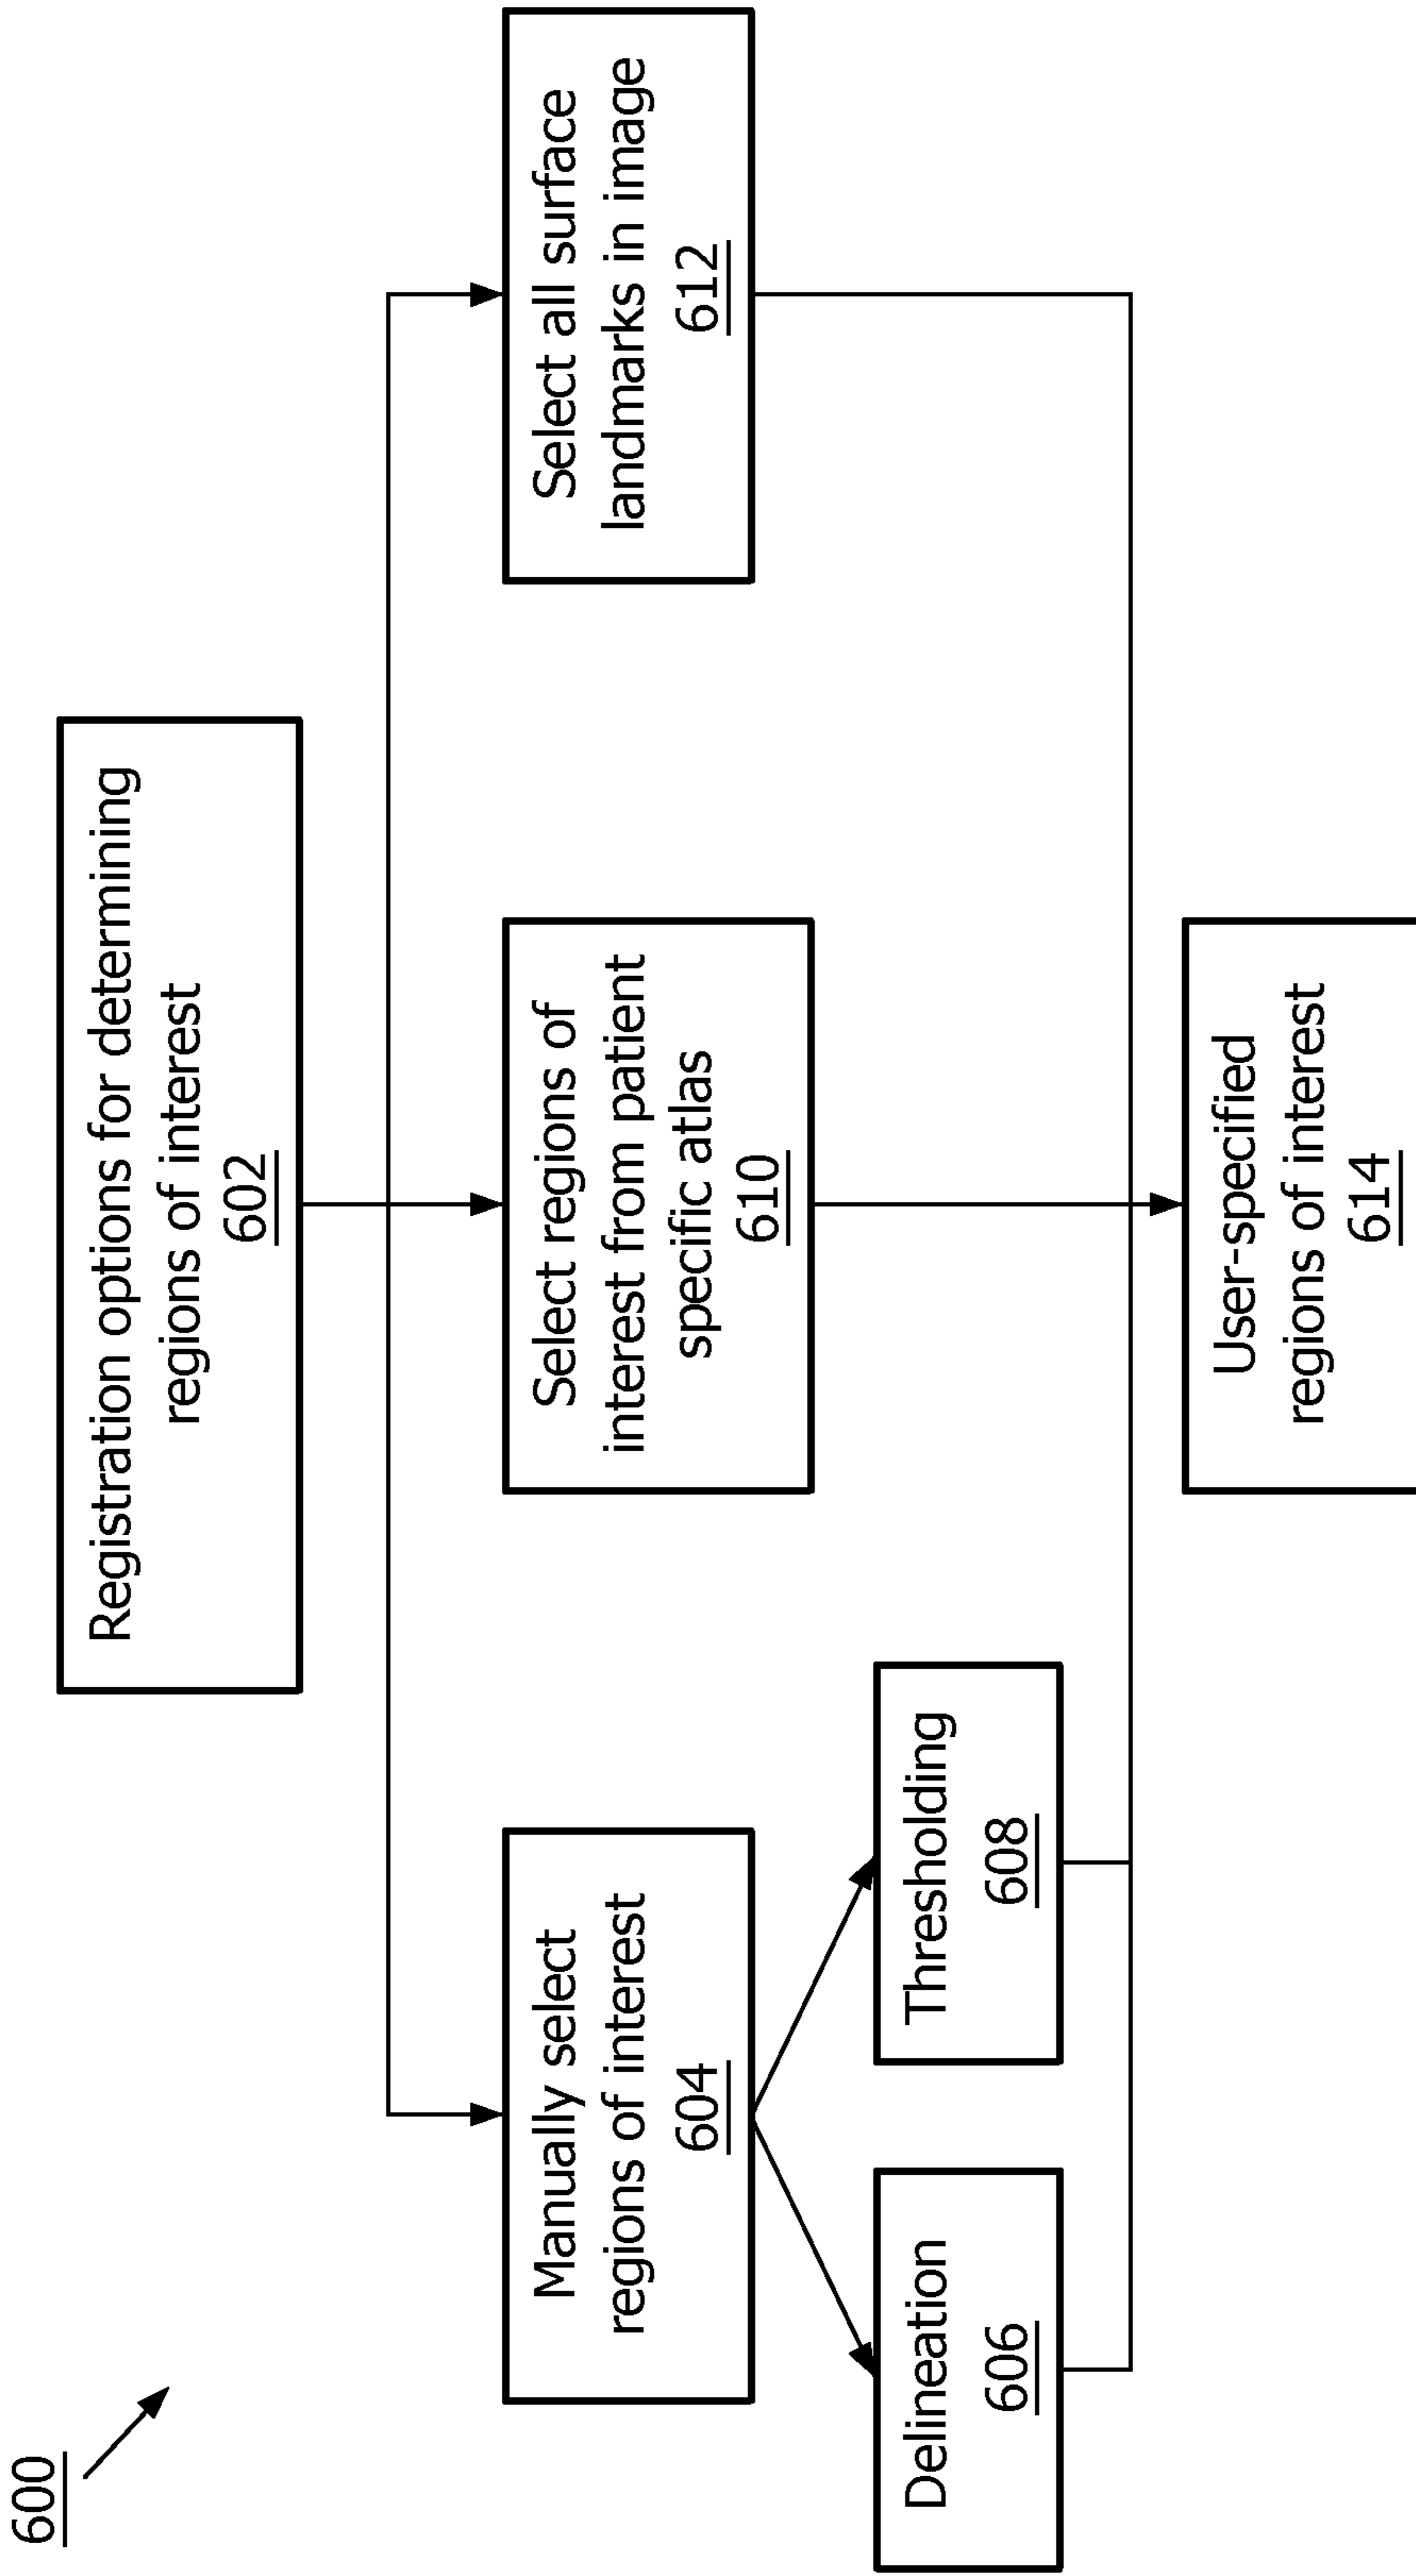 600
Registration options for determining
regions of interest
602
Manually select
regions of interest
604
Select regions of
interest from patient
specific atlas
610
Select all surface
landmarks in image
612
Delineation
606
Thresholding
608
User-specified
regions of interest
614